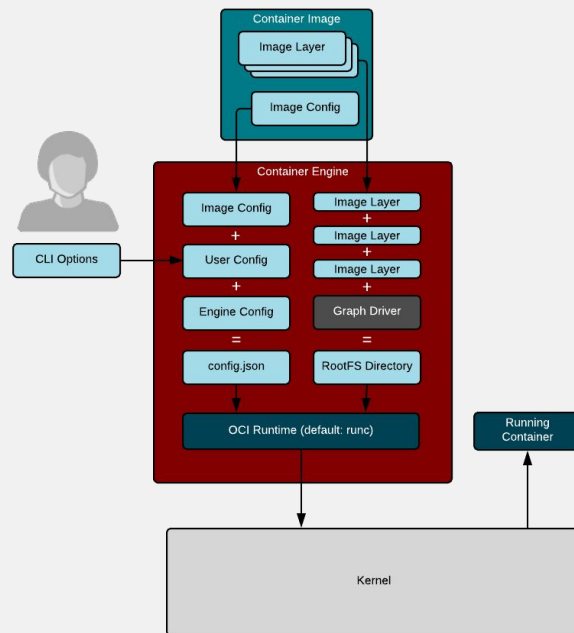 Container Image
Image Layer
Image Config
Container Engine
Image Config
+
User Config
+
Engine Config
=
config.json
Image Layer
+
Image Layer
+
Image Layer
+
Graph Driver
=
RootFS Directory
CLI Options
OCI Runtime (default: runc)
Running
Container
Kernel